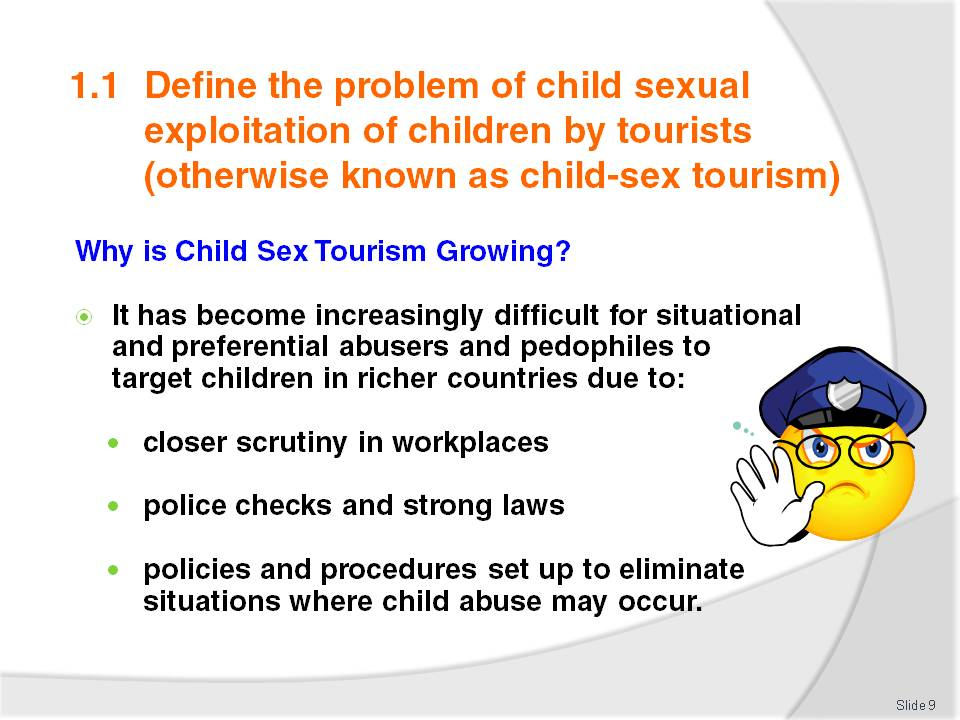 1.1 Define the problem of child sexual
exploitation of children by tourists
(otherwise known as child-sex tourism)
Why is Child Sex Tourism Growing?
It has become increasingly difficult for situational
and preferential abusers and pedophiles to
target children in richer countries due to:
closer scrutiny in workplaces
police checks and strong laws
policies and procedures set up to eliminate
situations where child abuse may occur.
Slide 9